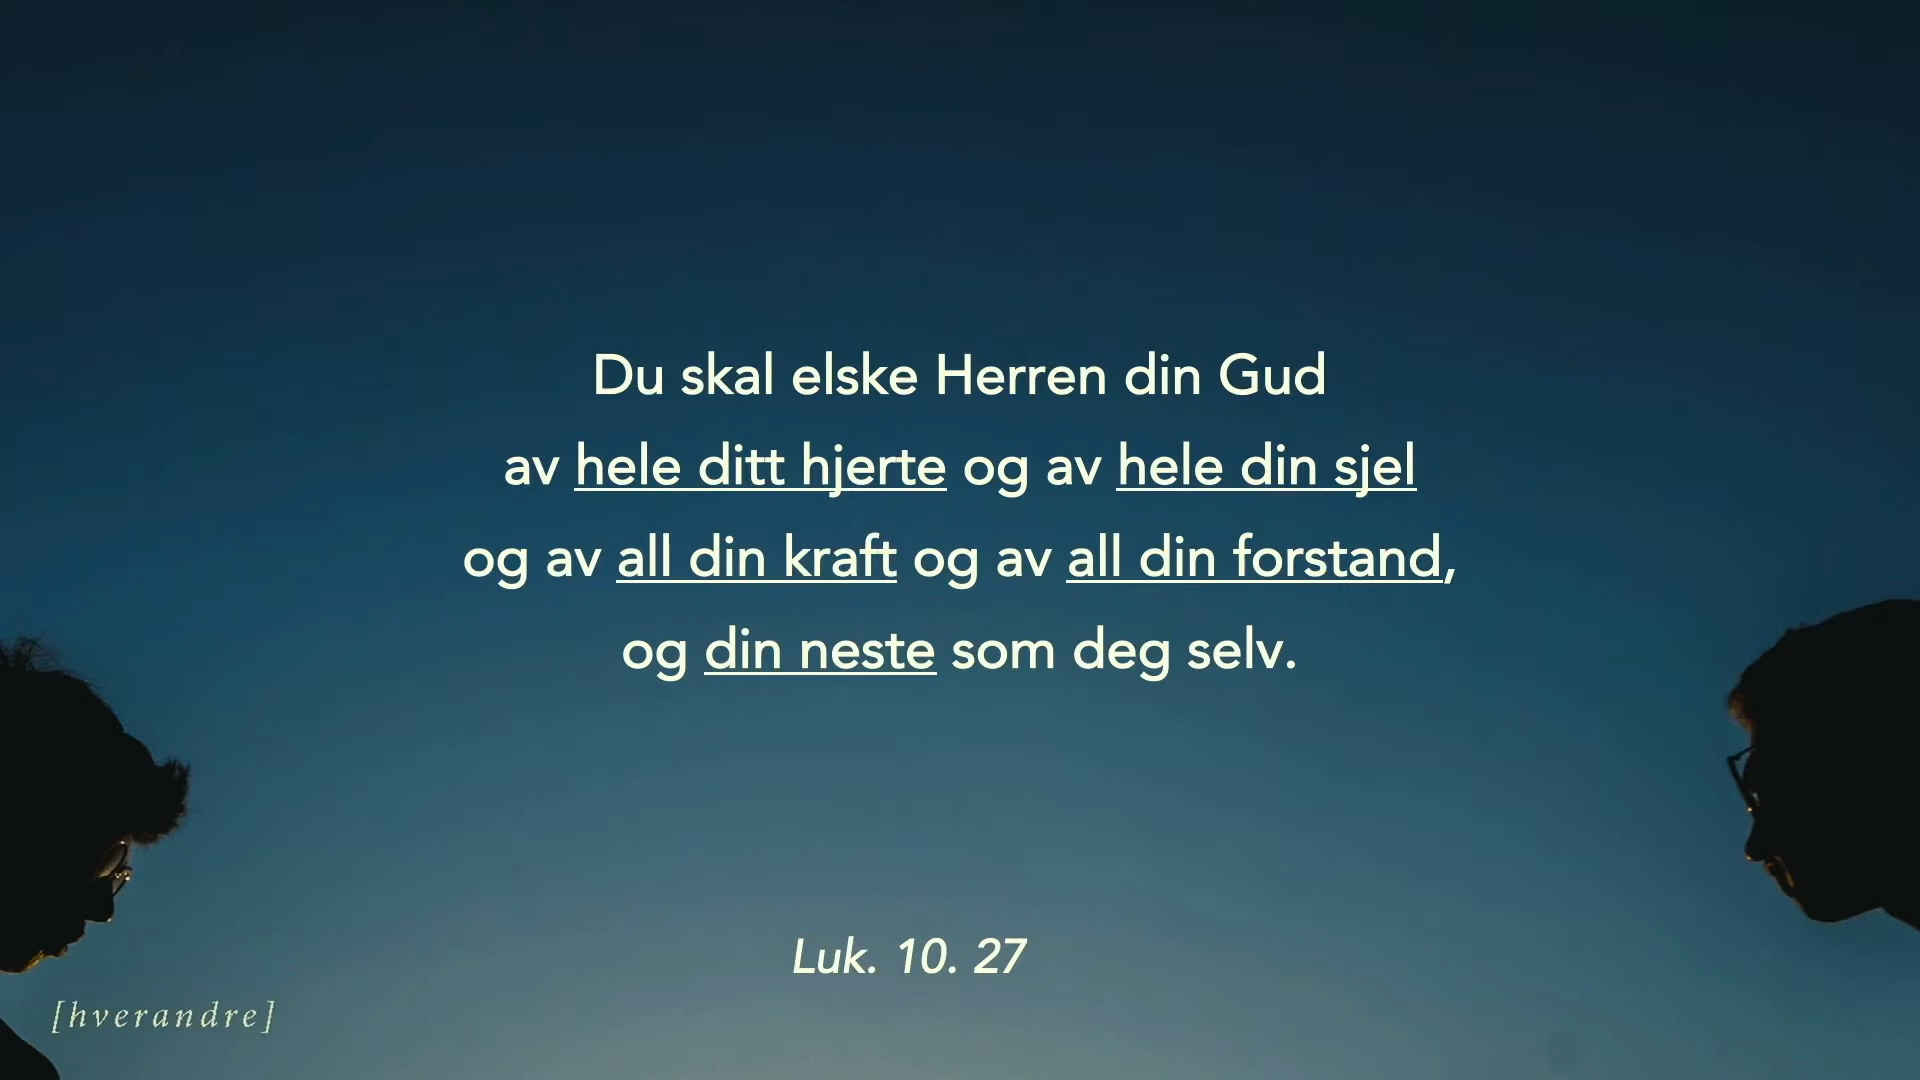 Du skal elske Herren din Gud
av hele ditt hjerte og av hele din sjel
og av all din kraft og av all din forstand,
og din neste som deg selv.
Luk. 10. 27
[hverandre]